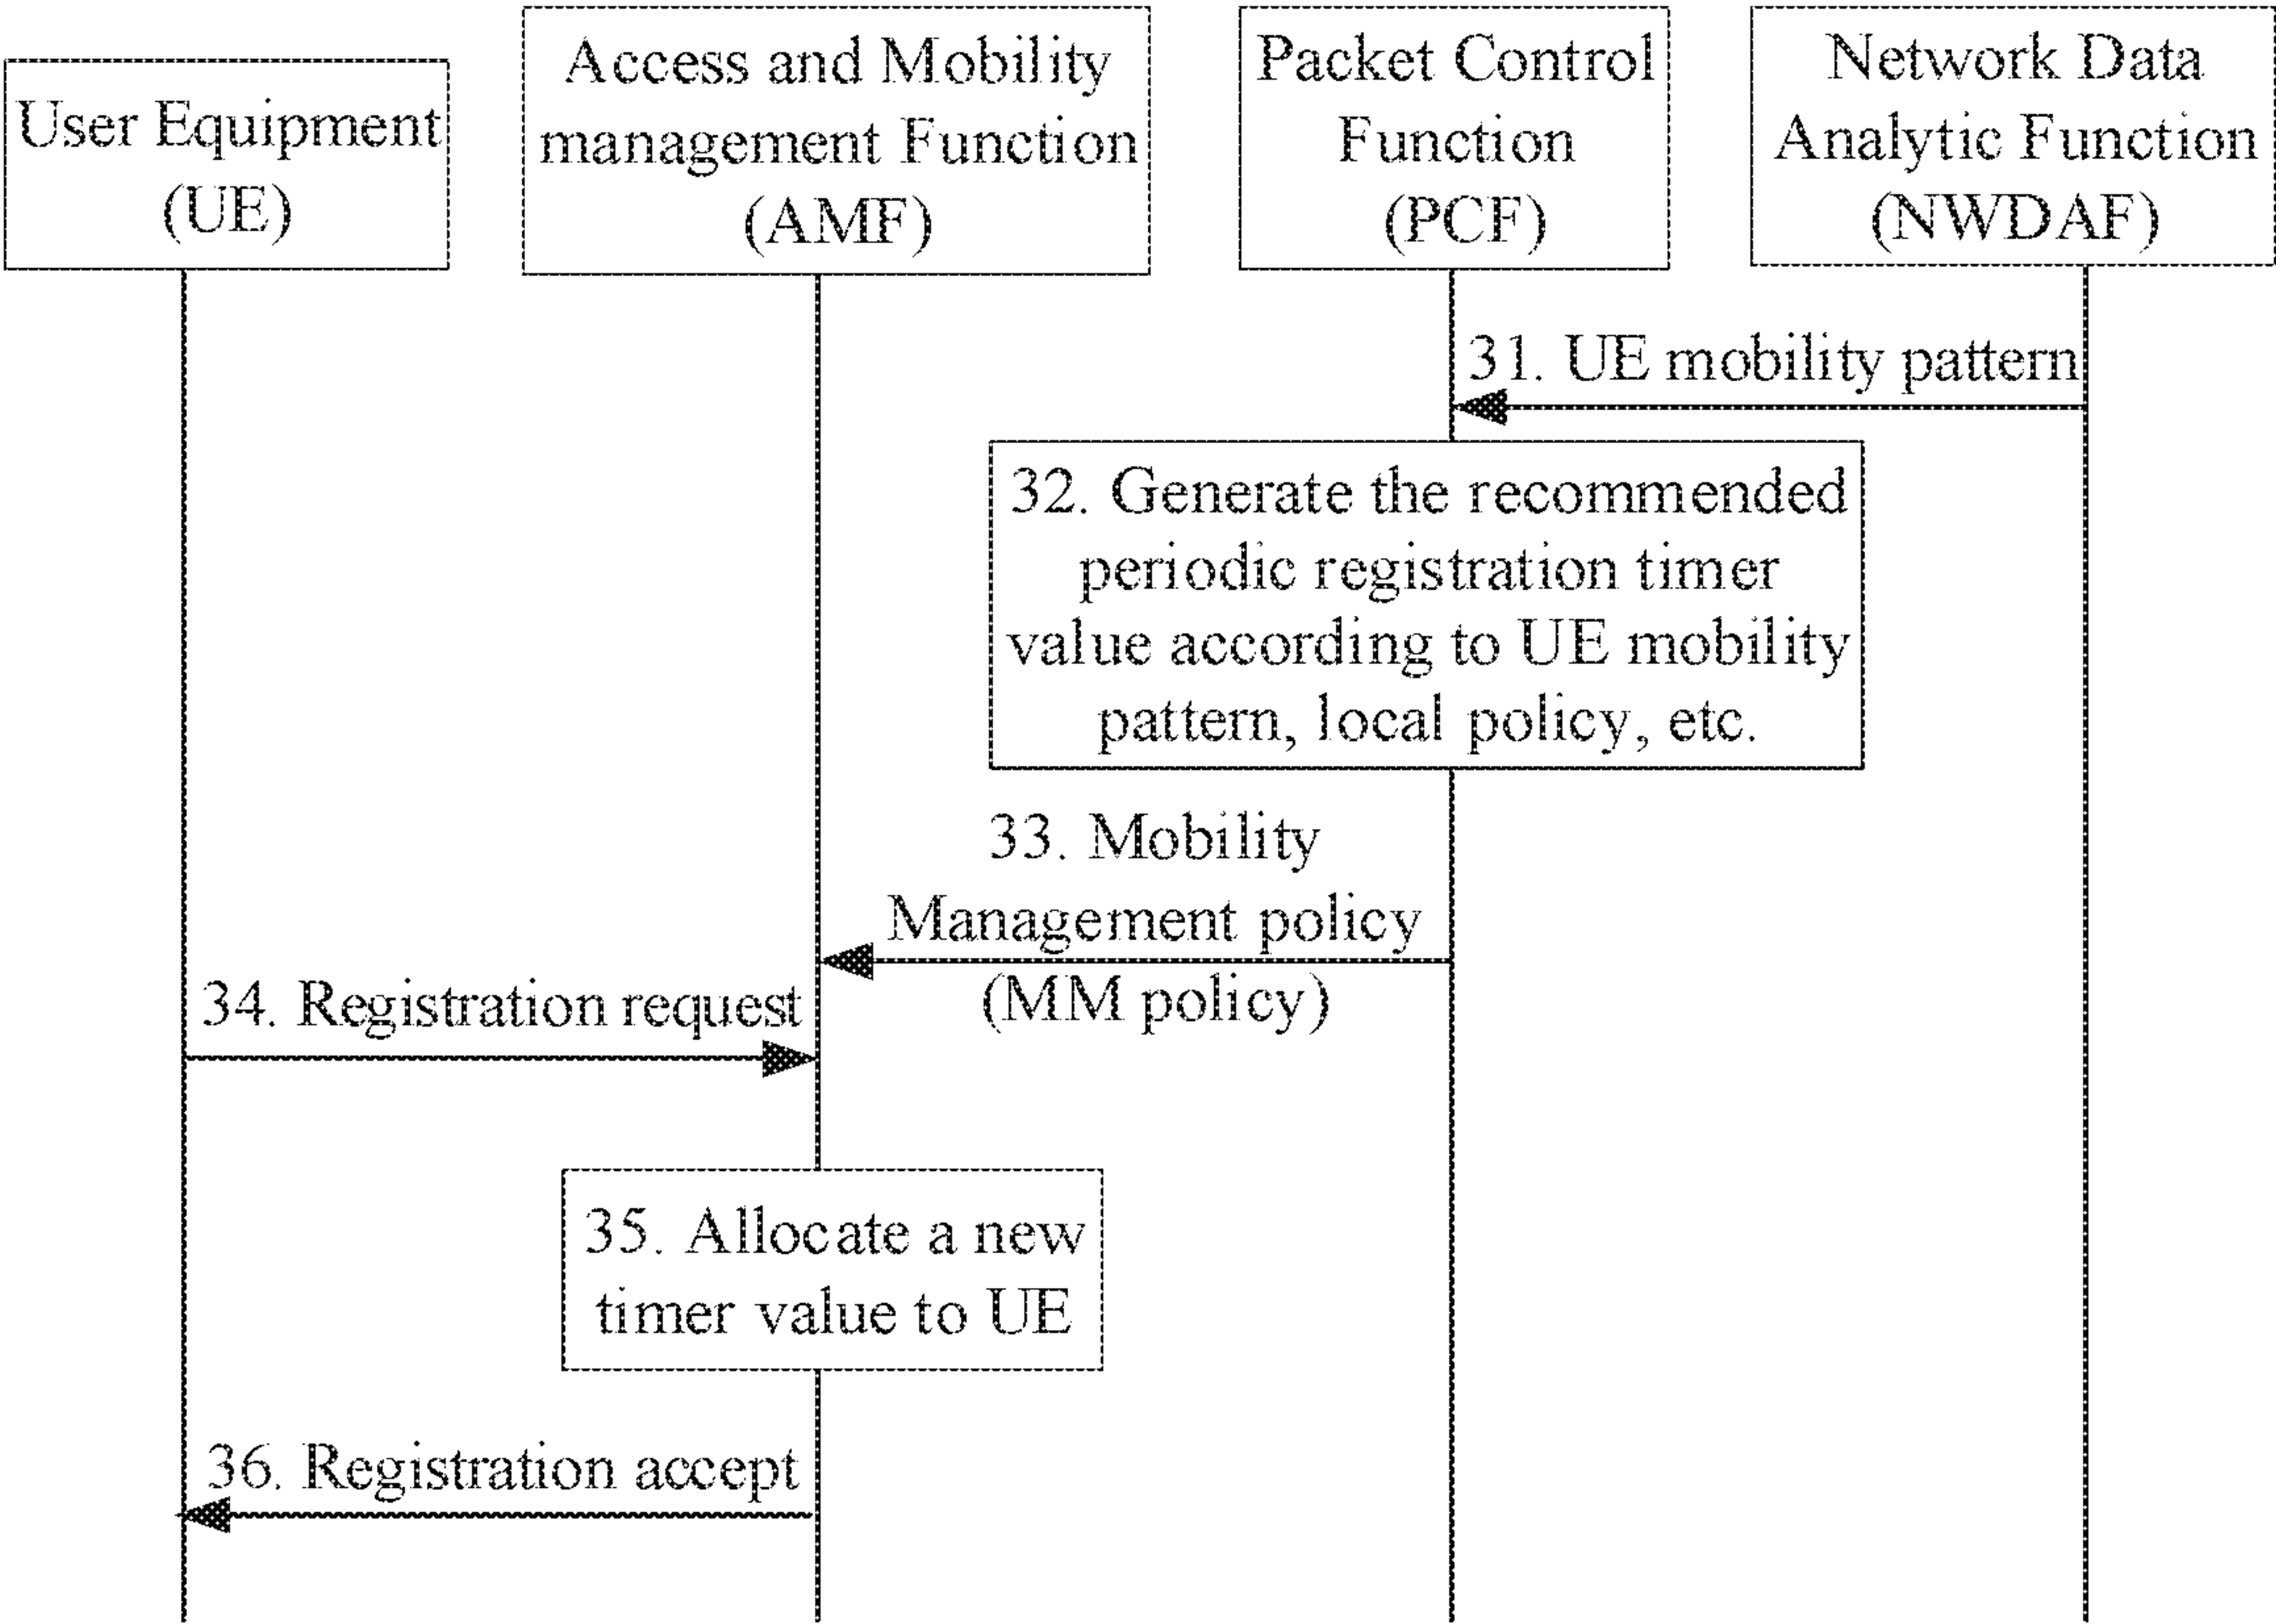 User Equipment
(UE)
Access and Mobility
management Function
(AMF)
Packet Control
Function
(PCF)
Network Data
Analytic Function
(NWDAF)
31. UE mobility pattern
32. Generate the recommended
periodic registration timer
value according to UE mobility
pattern, local policy, etc.
33. Mobility
Management policy
(MM policy)
34. Registration request
35. Allocate a new
timer value to UE
36. Registration accept